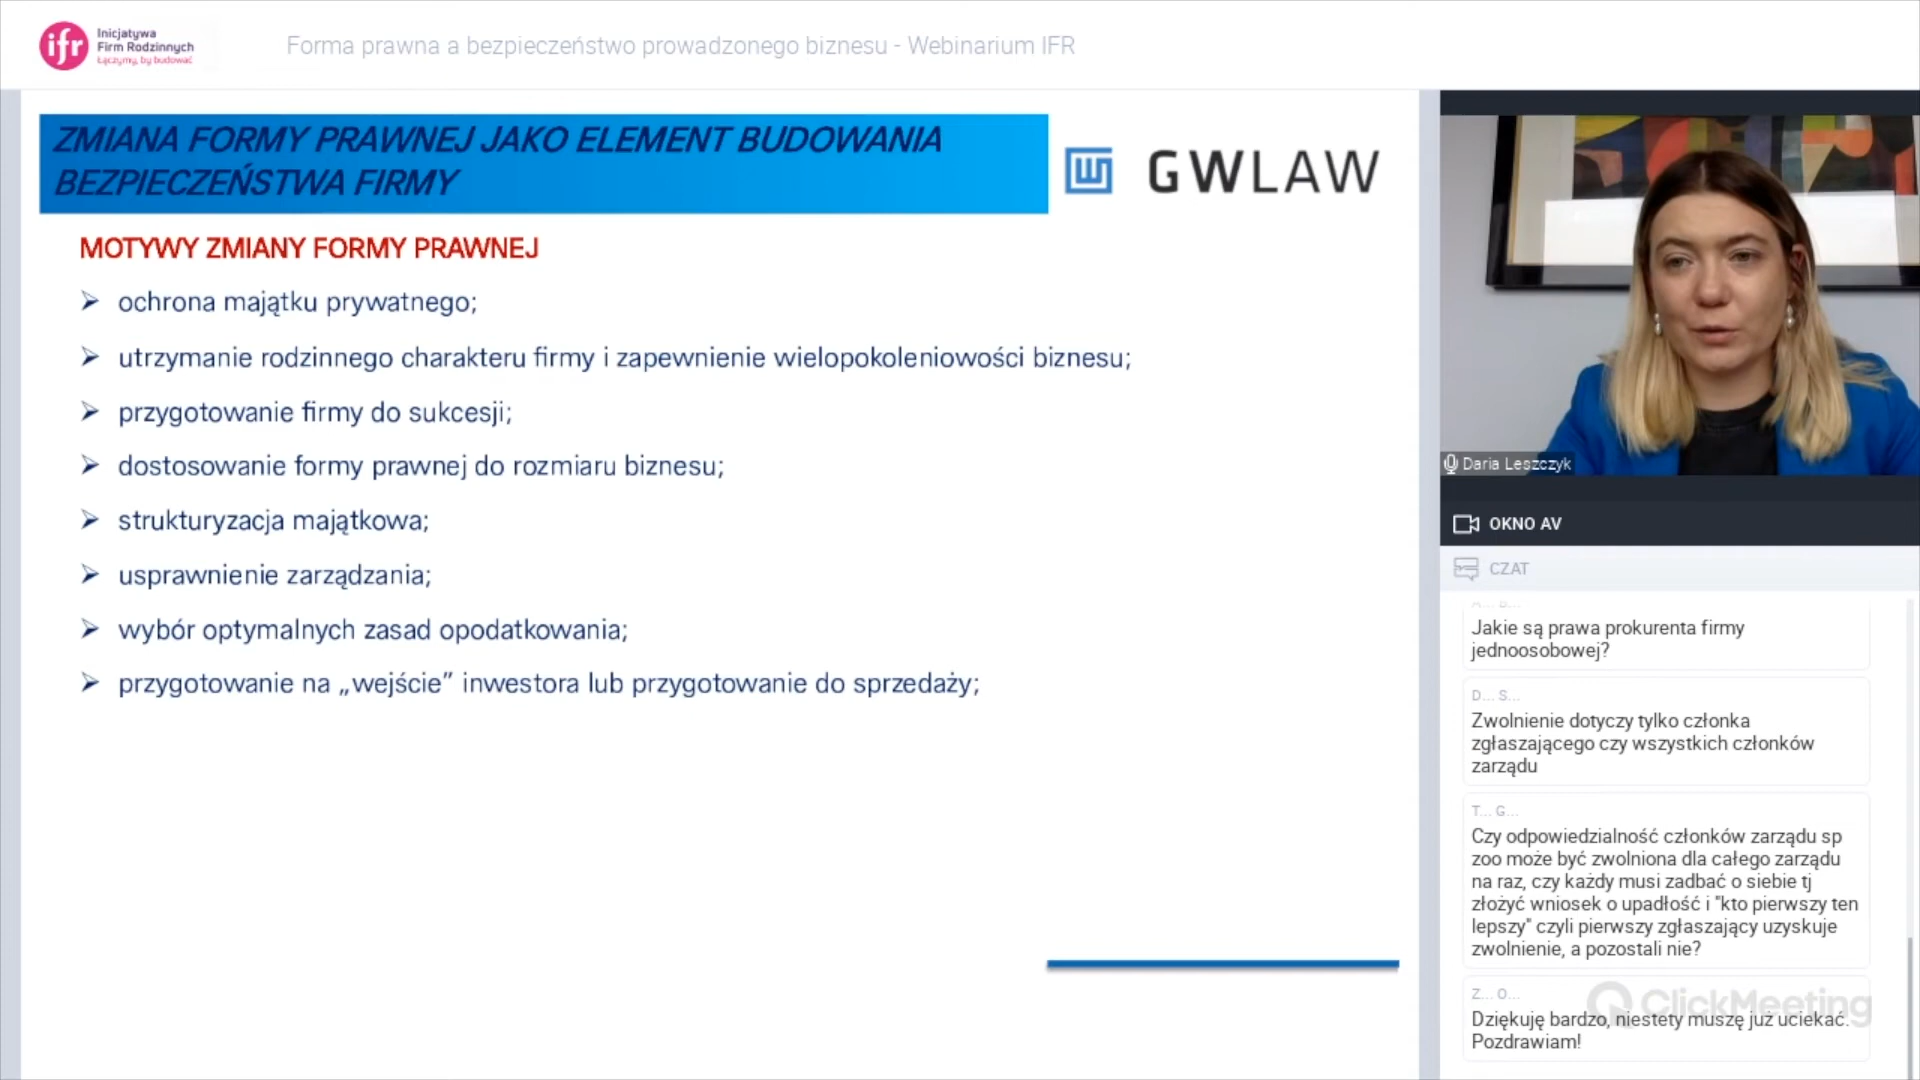 ifr
Inicjatywa
Firm Rodzinnych
Łączymy, by budować
Forma prawna a bezpieczeństwo prowadzonego biznesu - Webinarium IFR
ZMIANA FORMY PRAWNEJ JAKO ELEMENT BUDOWANIA
BEZPIECZEŃSTWA FIRMY
GWLAW
MOTYWY ZMIANY FORMY PRAWNEJ
➢ ochrona majątku prywatnego;
➢ utrzymanie rodzinnego charakteru firmy i zapewnienie wielopokoleniowości biznesu;
➢ przygotowanie firmy do sukcesji;
➢ dostosowanie formy prawnej do rozmiaru biznesu;
➢ strukturyzacja majątkowa;
➢ usprawnienie zarządzania;
➢ wybór optymalnych zasad opodatkowania;
➢ przygotowanie na „wejście” inwestora lub przygotowanie do sprzedaży;
Daria Leszczyk
OKNO AV
CZAT
Jakie są prawa prokurenta firmy
jednoosobowej?
D... S...
Zwolnienie dotyczy tylko członka
zgłaszającego czy wszystkich członków
zarządu
T... G...
Czy odpowiedzialność członków zarządu sp
zoo może być zwolniona dla całego zarządu
na raz, czy każdy musi zadbać o siebie tj
złożyć wniosek o upadłość i "kto pierwszy ten
lepszy" czyli pierwszy zgłaszający uzyskuje
zwolnienie, a pozostali nie?
Z... O...
Dziękuję bardzo, niestety muszę już uciekać.
Pozdrawiam!
ClickMeeting